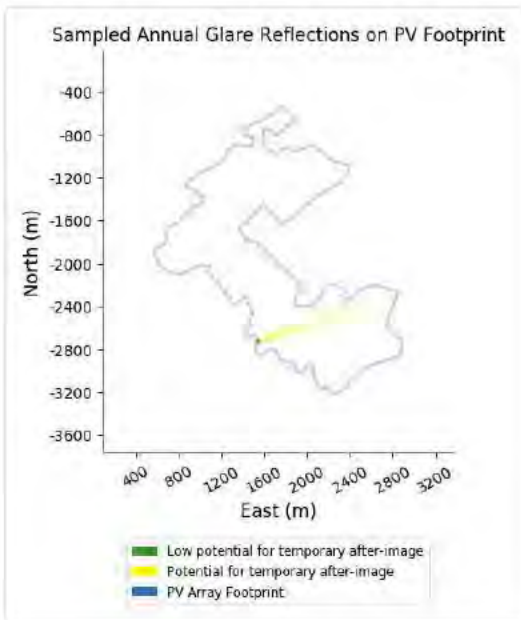 Sampled Annual Glare Reflections on PV Footprint
North (m)
-400
-800
-1200
-1600
-2000
-2400
-2800
-3200
-3600
400 800 1200 1600 2000 2400 2800 3200
East (m)
Low potential for temporary after-image
Potential for temporary after-image
PV Array Footprint